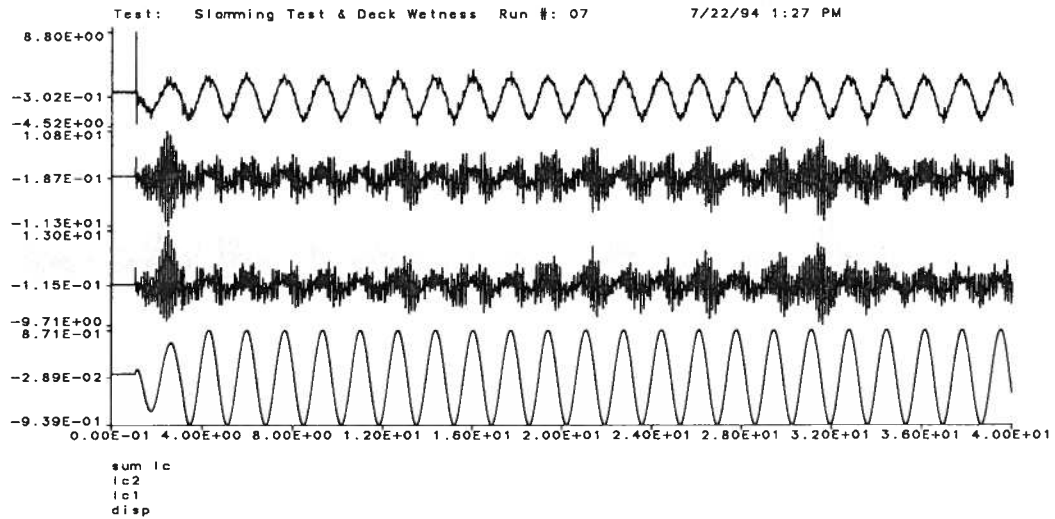 Test: Slamming Test & Deck Wetness Run #: 07 7/22/94 1:27 PM
8.80E+00
-3.02E-01
-4.52E+00
1.08E+01
-1.87E-01
-1.13E+01
1.30E+01
-1.15E-01
-9.71E+00
8.71E-01
-2.89E-02
-9.39E-01
0.00E-01 4.00E+00 8.00E+00 1.20E+01 1.60E+01 2.00E+01 2.40E+01 2.80E+01 3.20E+01 3.60E+01 4.00E+01
sum lc
lc2
lc1
disp